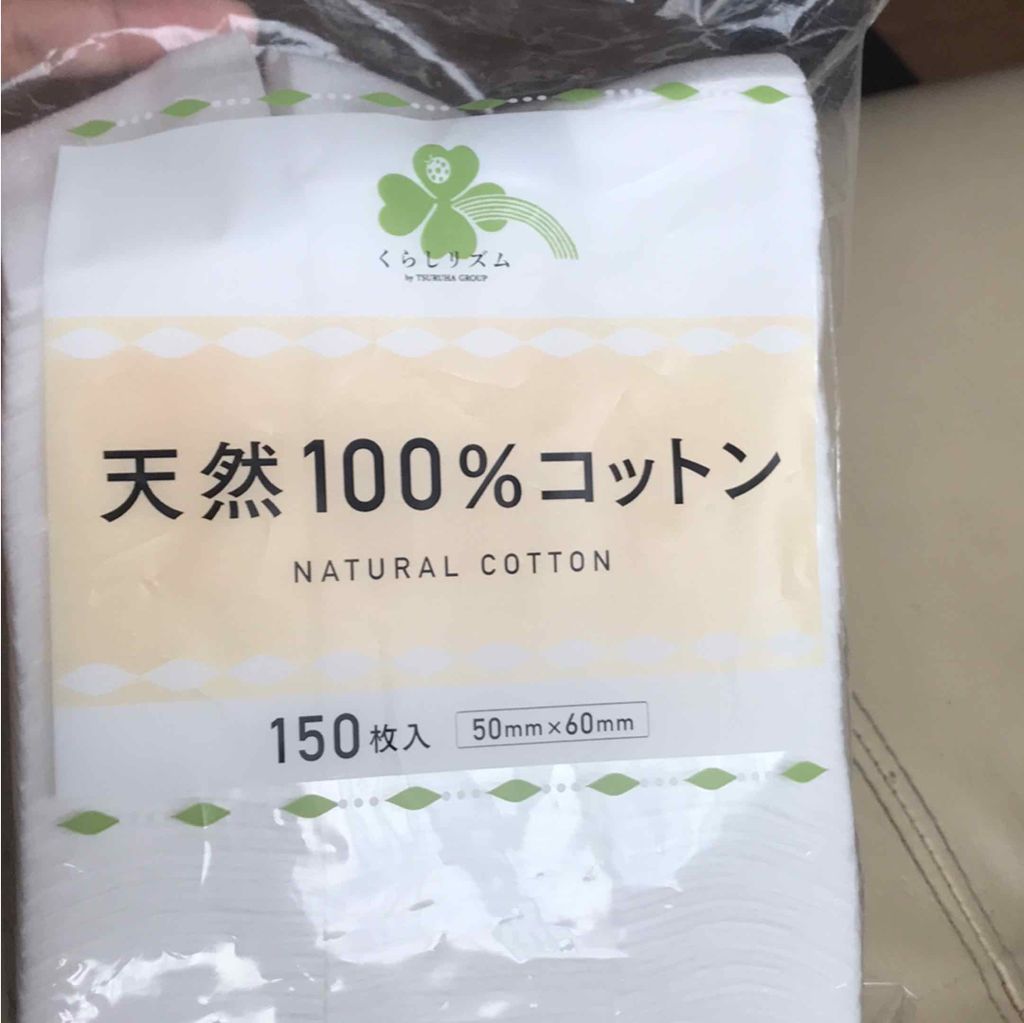 くらしリズム
by TSURUHA GROUP
天然100%コットン
NATURAL COTTON
150枚入 50mm×60mm